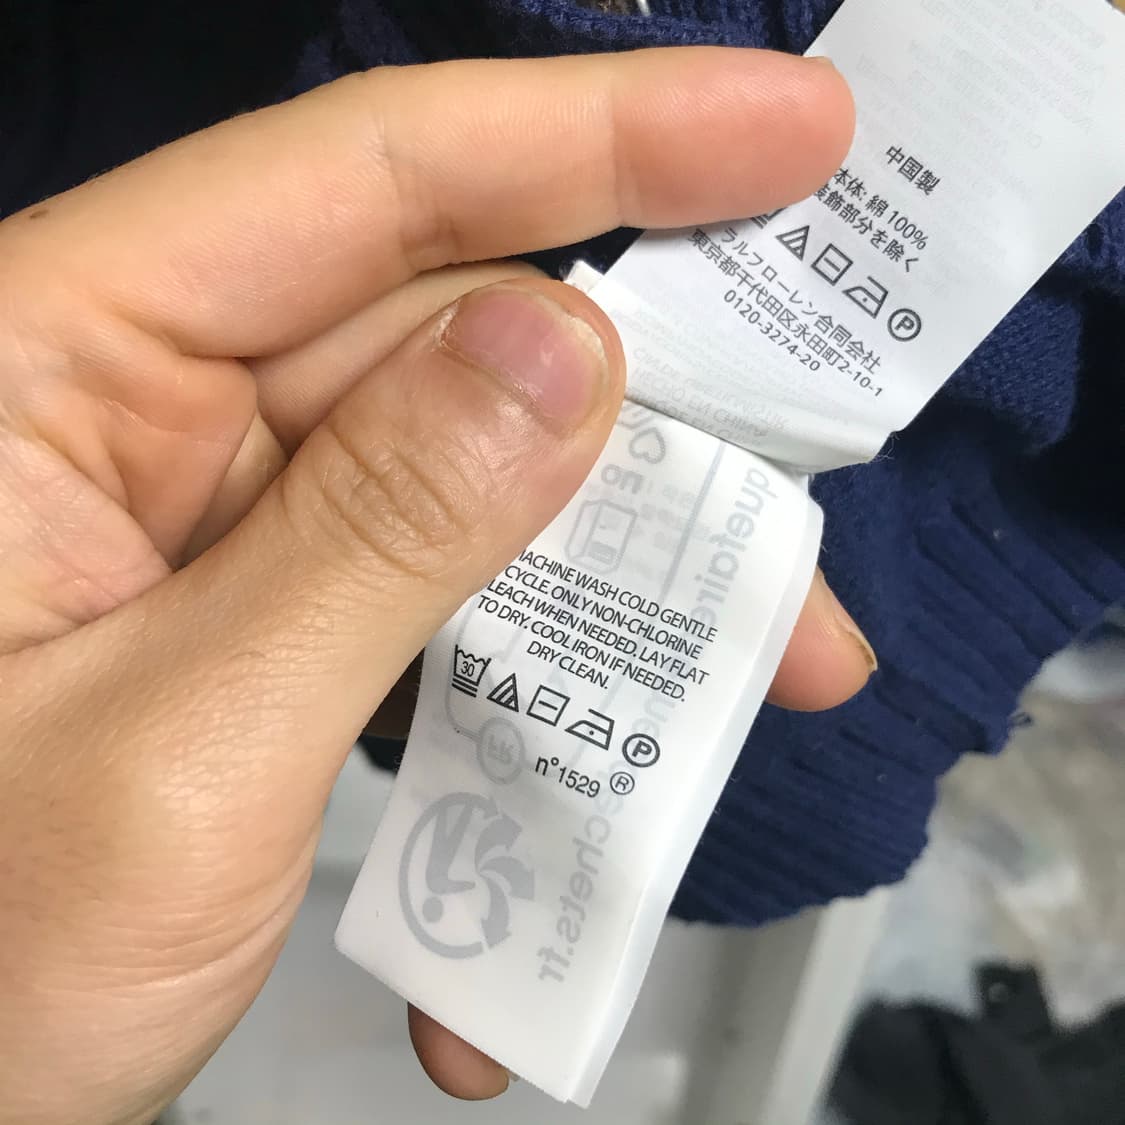 中国製
本体: 綿 100%
装飾部分を除く
ラルフローレン合同会社
東京都千代田区永田町2-10-1
0120-3274-20
MACHINE WASH COLD GENTLE
CYCLE. ONLY NON-CHLORINE
BLEACH WHEN NEEDED. LAY FLAT
TO DRY. COOL IRON IF NEEDED.
DRY CLEAN.
30
P
P
n°1529 ®
quefaire
dechets.fr